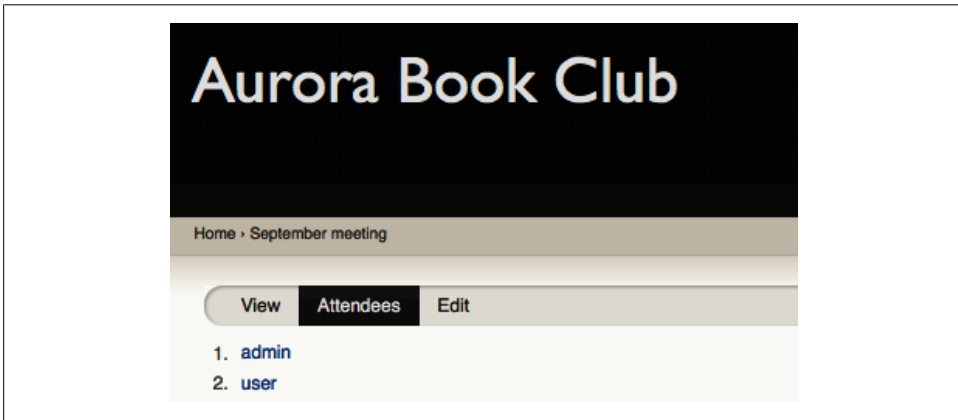 Aurora Book Club
Home › September meeting
View Attendees Edit
1. admin
2. user